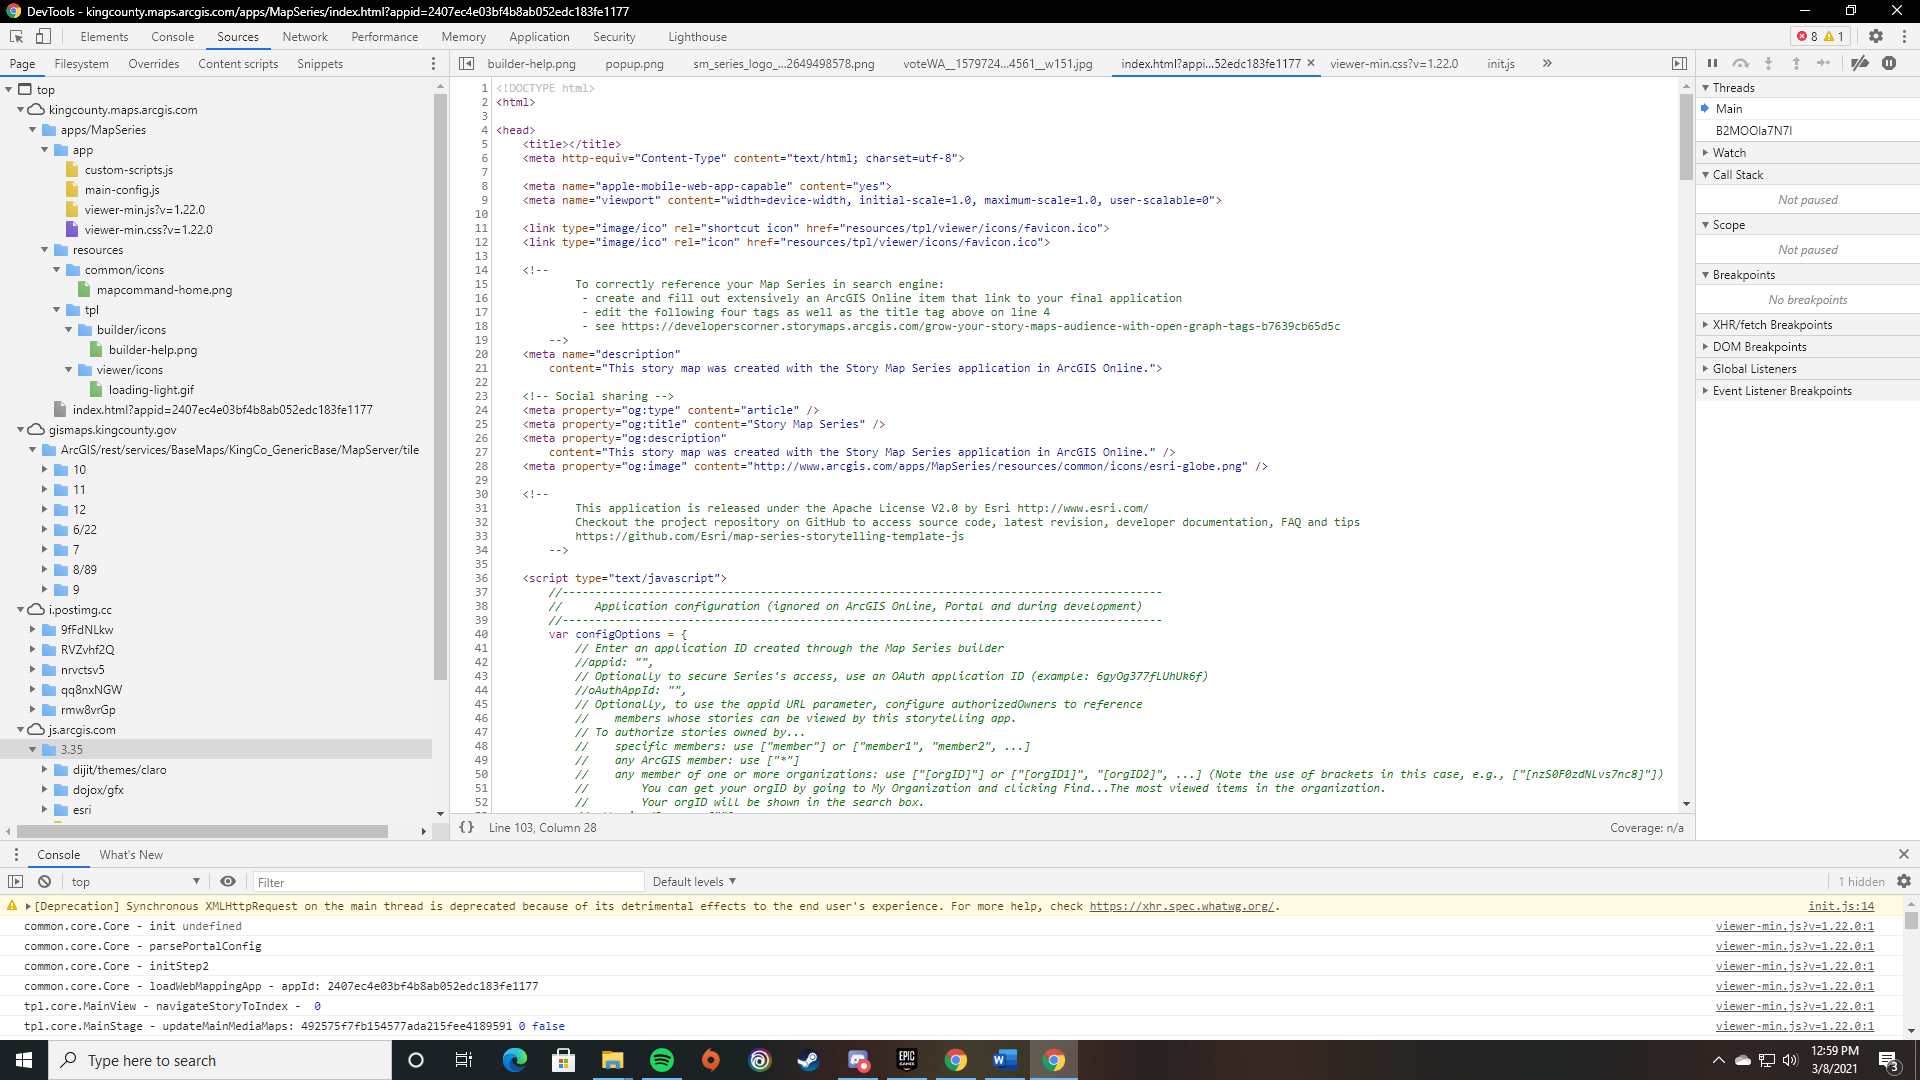 DevTools - kingcounty.maps.arcgis.com/apps/MapSeries/index.html?appid=2407ec4e03bf4b8ab052edc183fe1177
Elements Console Sources Network Performance Memory Application Security Lighthouse 8 1
Page Filesystem Overrides Content scripts Snippets
builder-help.png popup.png sm_series_logo_...2649498578.png voteWA__1579724...4561__w151.jpg index.html?appi...52edc183fe1177 × viewer-min.css?v=1.22.0 init.js »
top
kingcounty.maps.arcgis.com
apps/MapSeries
app
custom-scripts.js
main-config.js
viewer-min.js?v=1.22.0
viewer-min.css?v=1.22.0
resources
common/icons
mapcommand-home.png
tpl
builder/icons
builder-help.png
viewer/icons
loading-light.gif
index.html?appid=2407ec4e03bf4b8ab052edc183fe1177
gismaps.kingcounty.gov
ArcGIS/rest/services/BaseMaps/KingCo_GenericBase/MapServer/tile
10
11
12
6/22
7
8/89
9
i.postimg.cc
9fFdNLkw
RVZvhf2Q
nrvctsv5
qq8nxNGW
rmw8vrGp
js.arcgis.com
3.35
dijit/themes/claro
dojox/gfx
esri
1 <!DOCTYPE html>
2 <html>
3
4 <head>
5 <title></title>
6 <meta http-equiv="Content-Type" content="text/html; charset=utf-8">
7
8 <meta name="apple-mobile-web-app-capable" content="yes">
9 <meta name="viewport" content="width=device-width, initial-scale=1.0, maximum-scale=1.0, user-scalable=0">
10
11 <link type="image/ico" rel="shortcut icon" href="resources/tpl/viewer/icons/favicon.ico">
12 <link type="image/ico" rel="icon" href="resources/tpl/viewer/icons/favicon.ico">
13
14 <!--
15 To correctly reference your Map Series in search engine:
16 - create and fill out extensively an ArcGIS Online item that link to your final application
17 - edit the following four tags as well as the title tag above on line 4
18 - see https://developerscorner.storymaps.arcgis.com/grow-your-story-maps-audience-with-open-graph-tags-b7639cb65d5c
19 -->
20 <meta name="description"
21 content="This story map was created with the Story Map Series application in ArcGIS Online.">
22
23 <!-- Social sharing -->
24 <meta property="og:type" content="article" />
25 <meta property="og:title" content="Story Map Series" />
26 <meta property="og:description"
27 content="This story map was created with the Story Map Series application in ArcGIS Online." />
28 <meta property="og:image" content="http://www.arcgis.com/apps/MapSeries/resources/common/icons/esri-globe.png" />
29
30 <!--
31 This application is released under the Apache License V2.0 by Esri http://www.esri.com/
32 Checkout the project repository on GitHub to access source code, latest revision, developer documentation, FAQ and tips
33 https://github.com/Esri/map-series-storytelling-template-js
34 -->
35
36 <script type="text/javascript">
37 //-------------------------------------------------------------------------------------------
38 // Application configuration (ignored on ArcGIS Online, Portal and during development)
39 //-------------------------------------------------------------------------------------------
40 var configOptions = {
41 // Enter an application ID created through the Map Series builder
42 //appid: "",
43 // Optionally to secure Series's access, use an OAuth application ID (example: 6gyOg377fLUhUk6f)
44 //oAuthAppId: "",
45 // Optionally, to use the appid URL parameter, configure authorizedOwners to reference
46 // members whose stories can be viewed by this storytelling app.
47 // To authorize stories owned by...
48 // specific members: use ["member"] or ["member1", "member2", ...]
49 // any ArcGIS member: use ["*"]
50 // any member of one or more organizations: use ["[orgID]"] or ["[orgID1]", "[orgID2]", ...] (Note the use of brackets in this case, e.g., ["[nzS0F0zdNLvs7nc8]"])
51 // You can get your orgID by going to My Organization and clicking Find...The most viewed items in the organization.
52 // Your orgID will be shown in the search box.
{} Line 103, Column 28 Coverage: n/a
Threads
Main
B2MOOIa7N7I
Watch
Call Stack
Not paused
Scope
Not paused
Breakpoints
No breakpoints
XHR/fetch Breakpoints
DOM Breakpoints
Global Listeners
Event Listener Breakpoints
Console What's New
top Filter Default levels 1 hidden
[Deprecation] Synchronous XMLHttpRequest on the main thread is deprecated because of its detrimental effects to the end user's experience. For more help, check https://xhr.spec.whatwg.org/. init.js:14
common.core.Core - init undefined viewer-min.js?v=1.22.0:1
common.core.Core - parsePortalConfig viewer-min.js?v=1.22.0:1
common.core.Core - initStep2 viewer-min.js?v=1.22.0:1
common.core.Core - loadWebMappingApp - appId: 2407ec4e03bf4b8ab052edc183fe1177 viewer-min.js?v=1.22.0:1
tpl.core.MainView - navigateStoryToIndex - 0 viewer-min.js?v=1.22.0:1
tpl.core.MainStage - updateMainMediaMaps: 492575f7fb154577ada215fee4189591 0 false viewer-min.js?v=1.22.0:1
Type here to search
EPIC GAMES
W
12:59 PM
3/8/2021
3